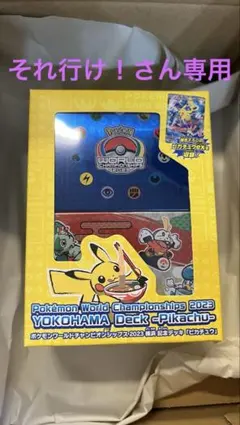 それ行け！さん専用
Pokémon
WORLD
CHAMPIONSHIPS
2023
Pokémon World Championships 2023
YOKOHAMA Deck -Pikachu-
ポケモンワールドチャンピオンシップス2023 横浜 記念デッキ「ピカチュウ」